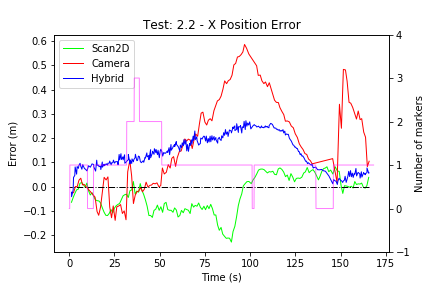 Test: 2.2 - X Position Error
Scan2D
Camera
Hybrid
Error (m)
0.6
0.5
0.4
0.3
0.2
0.1
0.0
−0.1
−0.2
Number of markers
4
3
2
1
0
−1
0 25 50 75 100 125 150 175
Time (s)